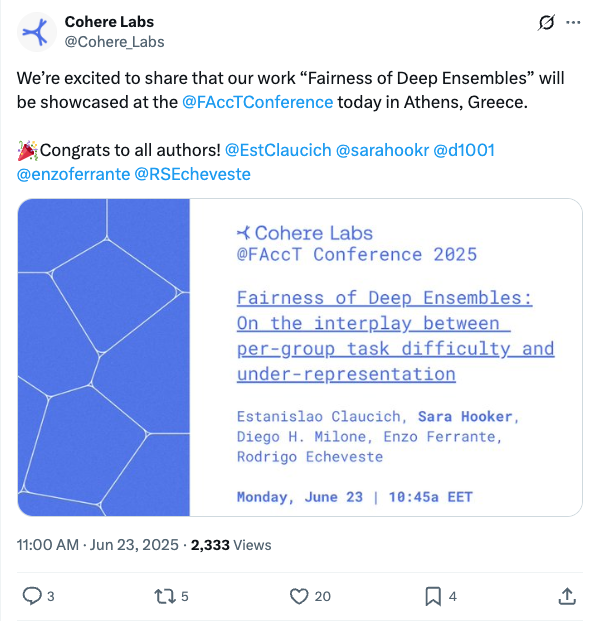 Cohere Labs
@Cohere_Labs
We’re excited to share that our work “Fairness of Deep Ensembles” will
be showcased at the @FAccTConference today in Athens, Greece.
🎉Congrats to all authors! @EstClaucich @sarahookr @d1001
@enzoferrante @RSEcheveste
Cohere Labs
@FAccT Conference 2025
Fairness of Deep Ensembles:
On the interplay between
per-group task difficulty and
under-representation
Estanislao Claucich, Sara Hooker,
Diego H. Milone, Enzo Ferrante,
Rodrigo Echeveste
Monday, June 23 | 10:45a EET
11:00 AM · Jun 23, 2025 · 2,333 Views
3 5 20 4